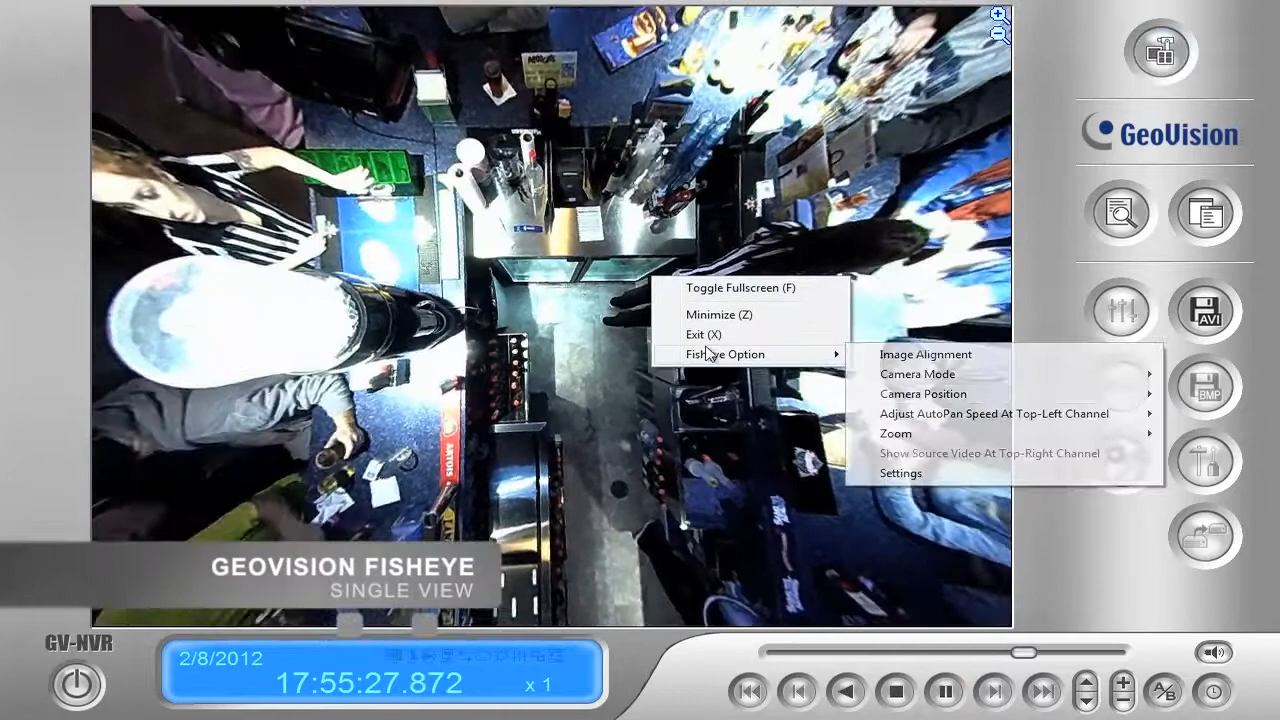 GeoVision
Toggle Fullscreen (F)
Minimize (Z)
Exit (X)
Option
Image Alignment
Camera Mode
Camera Position
Adjust AutoPan Speed At Top-Left Channel
Zoom
Show Source Video At Top-Right Channel
Settings
AVI
BMP
ARTOIS
GEOVISION FISHEYE
SINGLE VIEW
GV-NVR
2/8/2012
17:55:27.872
x 1
A/B